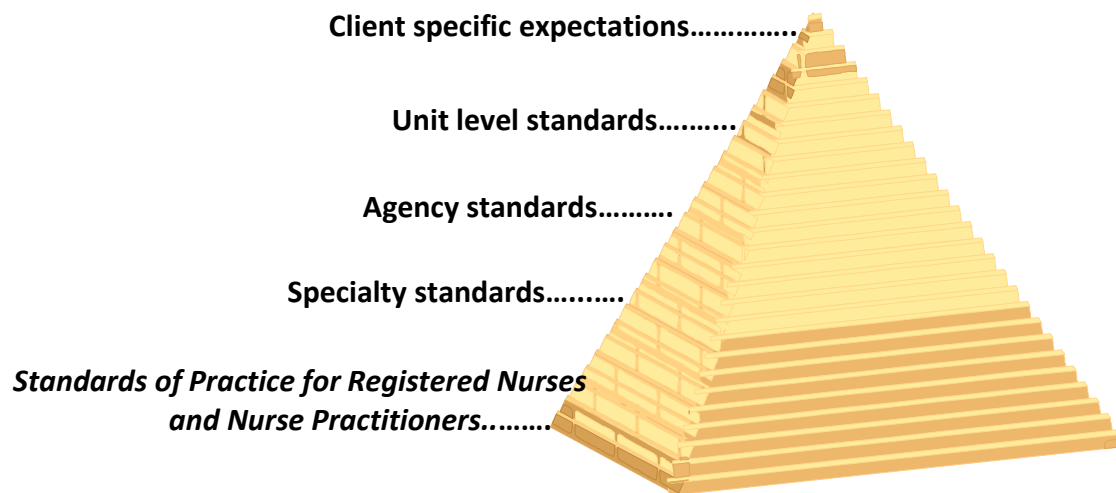 Client specific expectations…………..
Unit level standards….…...
Agency standards……….
Specialty standards…...….
Standards of Practice for Registered Nurses
and Nurse Practitioners..…….